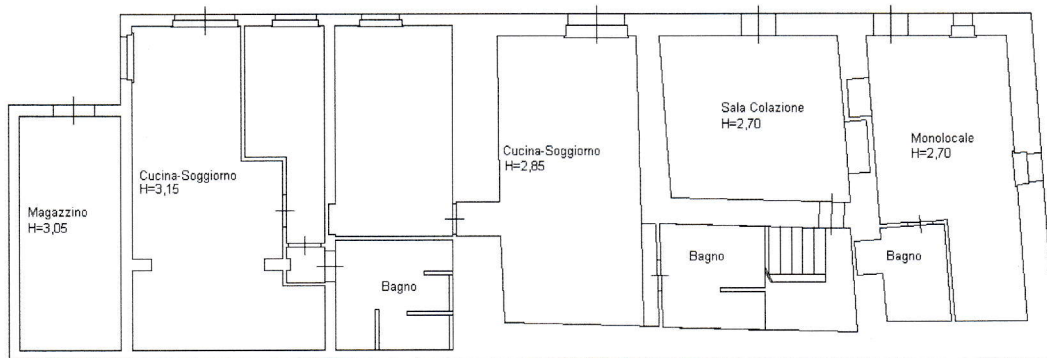 Magazzino
H=3,05
Cucina-Soggiorno
H=3,15
Bagno
Cucina-Soggiorno
H=2,85
Bagno
Sala Colazione
H=2,70
Monolocale
H=2,70
Bagno